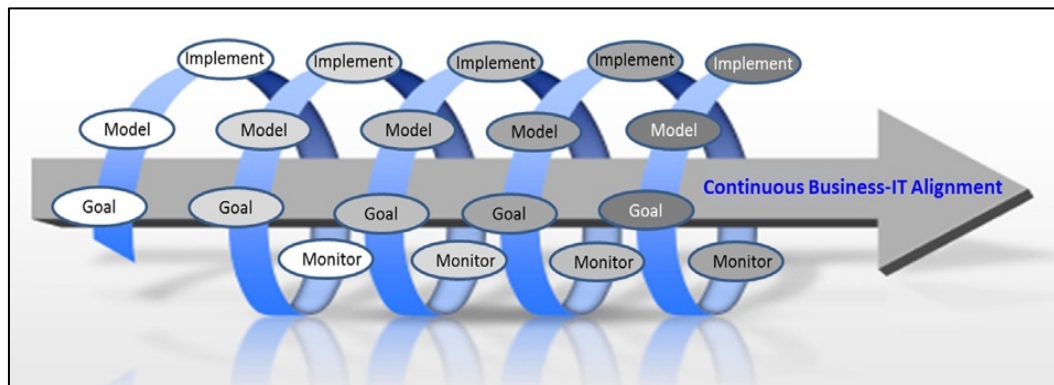 Implement
Implement
Implement
Implement
Implement
Model
Model
Model
Model
Model
Continuous Business-IT Alignment
Goal
Goal
Goal
Goal
Goal
Monitor
Monitor
Monitor
Monitor